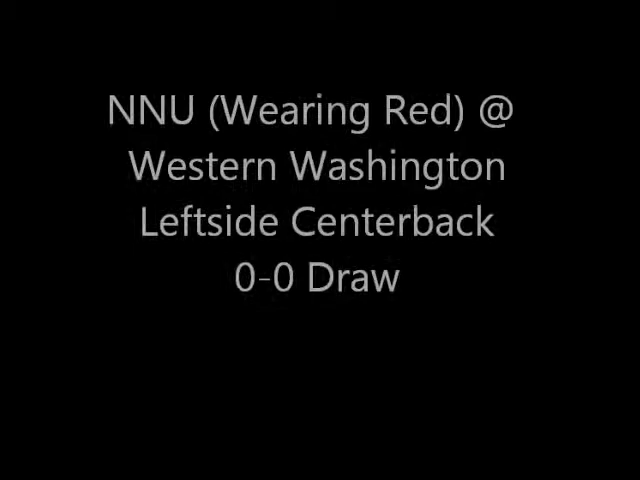 NNU (Wearing Red) @
Western Washington
Leftside Centerback
0-0 Draw